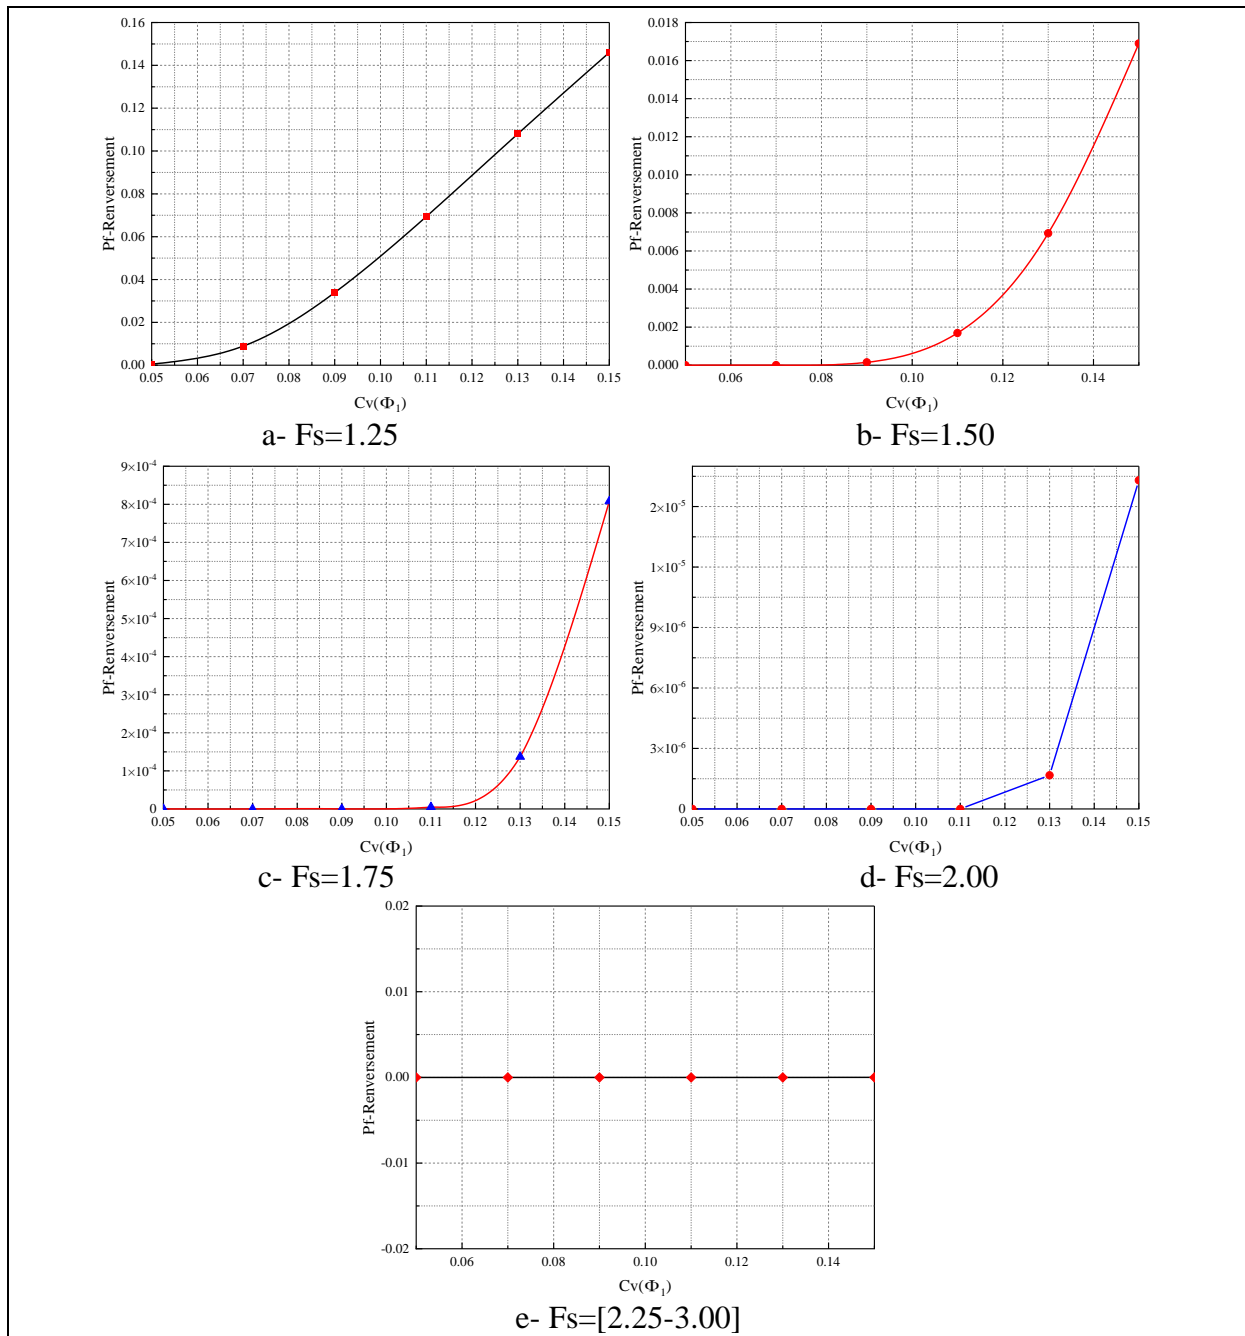 0.16
0.14
0.12
0.10
0.08
0.06
0.04
0.02
0.00
Pf-Renversement
0.05 0.06 0.07 0.08 0.09 0.10 0.11 0.12 0.13 0.14 0.15
Cv(Φ₁)
a- Fs=1.25
0.018
0.016
0.014
0.012
0.010
0.008
0.006
0.004
0.002
0.000
Pf-Renversement
0.06 0.08 0.10 0.12 0.14
Cv(Φ₁)
b- Fs=1.50
9×10⁻⁴
8×10⁻⁴
7×10⁻⁴
6×10⁻⁴
5×10⁻⁴
4×10⁻⁴
3×10⁻⁴
2×10⁻⁴
1×10⁻⁴
0
Pf-Renversement
0.05 0.06 0.07 0.08 0.09 0.10 0.11 0.12 0.13 0.14 0.15
Cv(Φ₁)
c- Fs=1.75
2×10⁻⁵
1×10⁻⁵
9×10⁻⁶
6×10⁻⁶
3×10⁻⁶
0
Pf-Renversement
0.05 0.06 0.07 0.08 0.09 0.10 0.11 0.12 0.13 0.14 0.15
Cv(Φ₁)
d- Fs=2.00
0.02
0.01
0.00
-0.01
-0.02
Pf-Renversement
0.06 0.08 0.10 0.12 0.14
Cv(Φ₁)
e- Fs=[2.25-3.00]